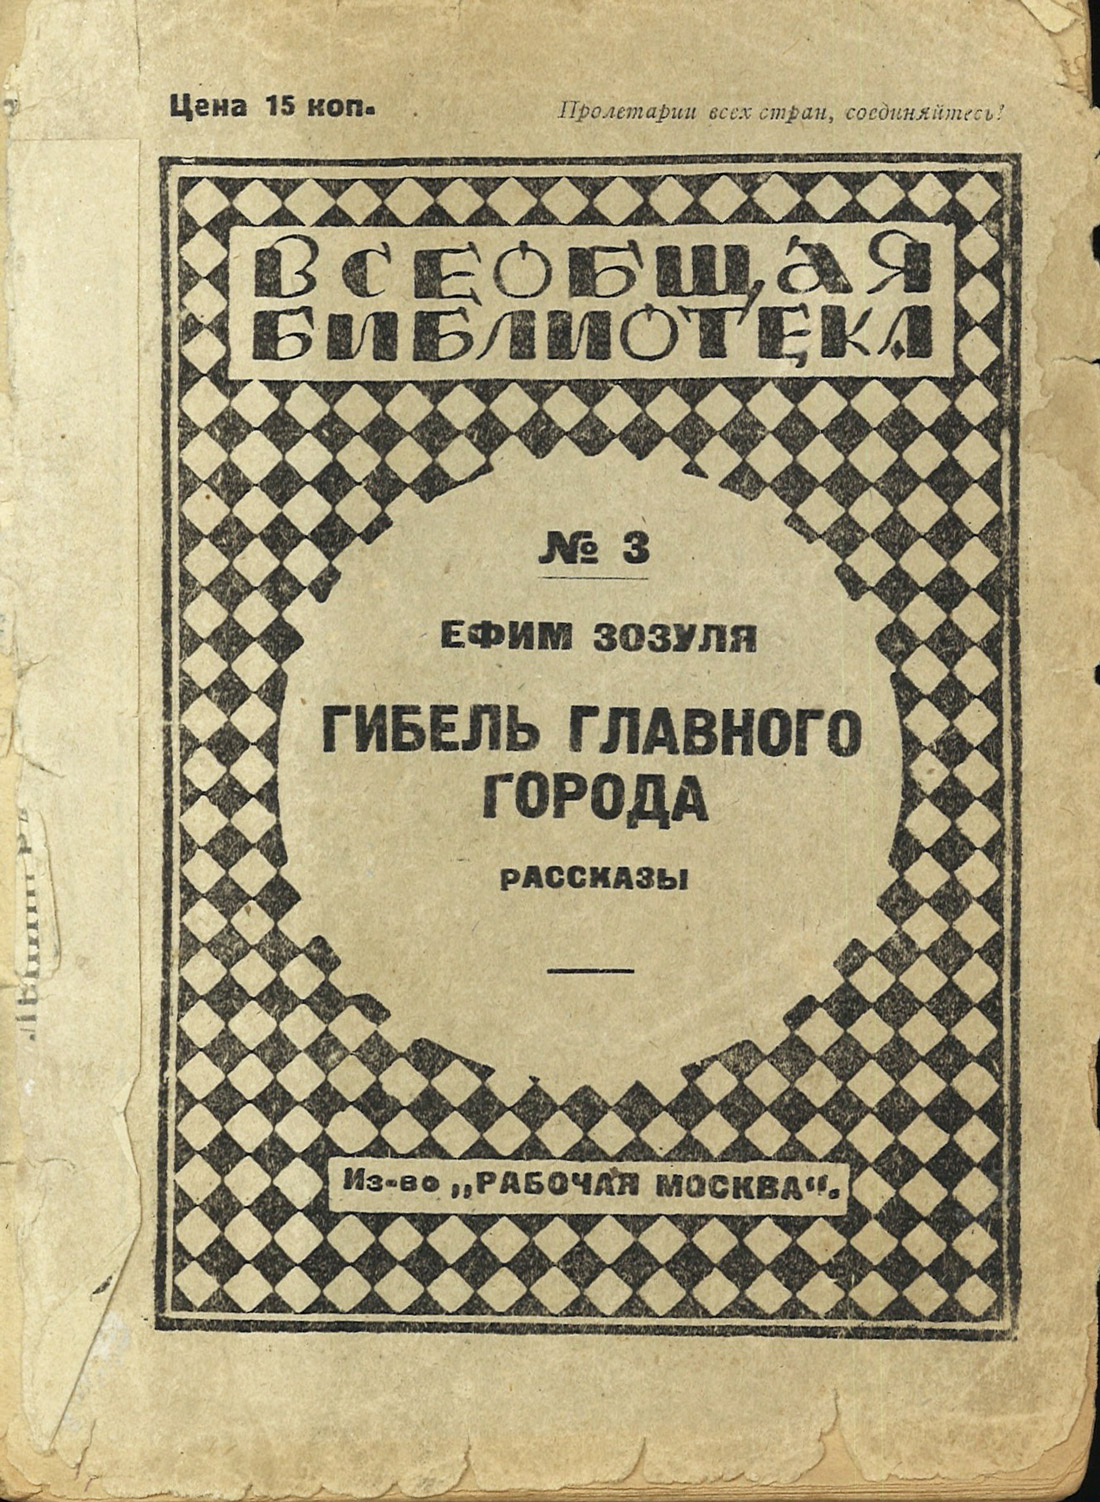 Цена 15 коп.
Пролетарии всех стран, соединяйтесь!
ВСЕОБЩАЯ
БИБЛИОТЕКА
№ 3
ЕФИМ ЗОЗУЛЯ
ГИБЕЛЬ ГЛАВНОГО
ГОРОДА
РАССКАЗЫ
Из-во „РАБОЧАЯ МОСКВА“.